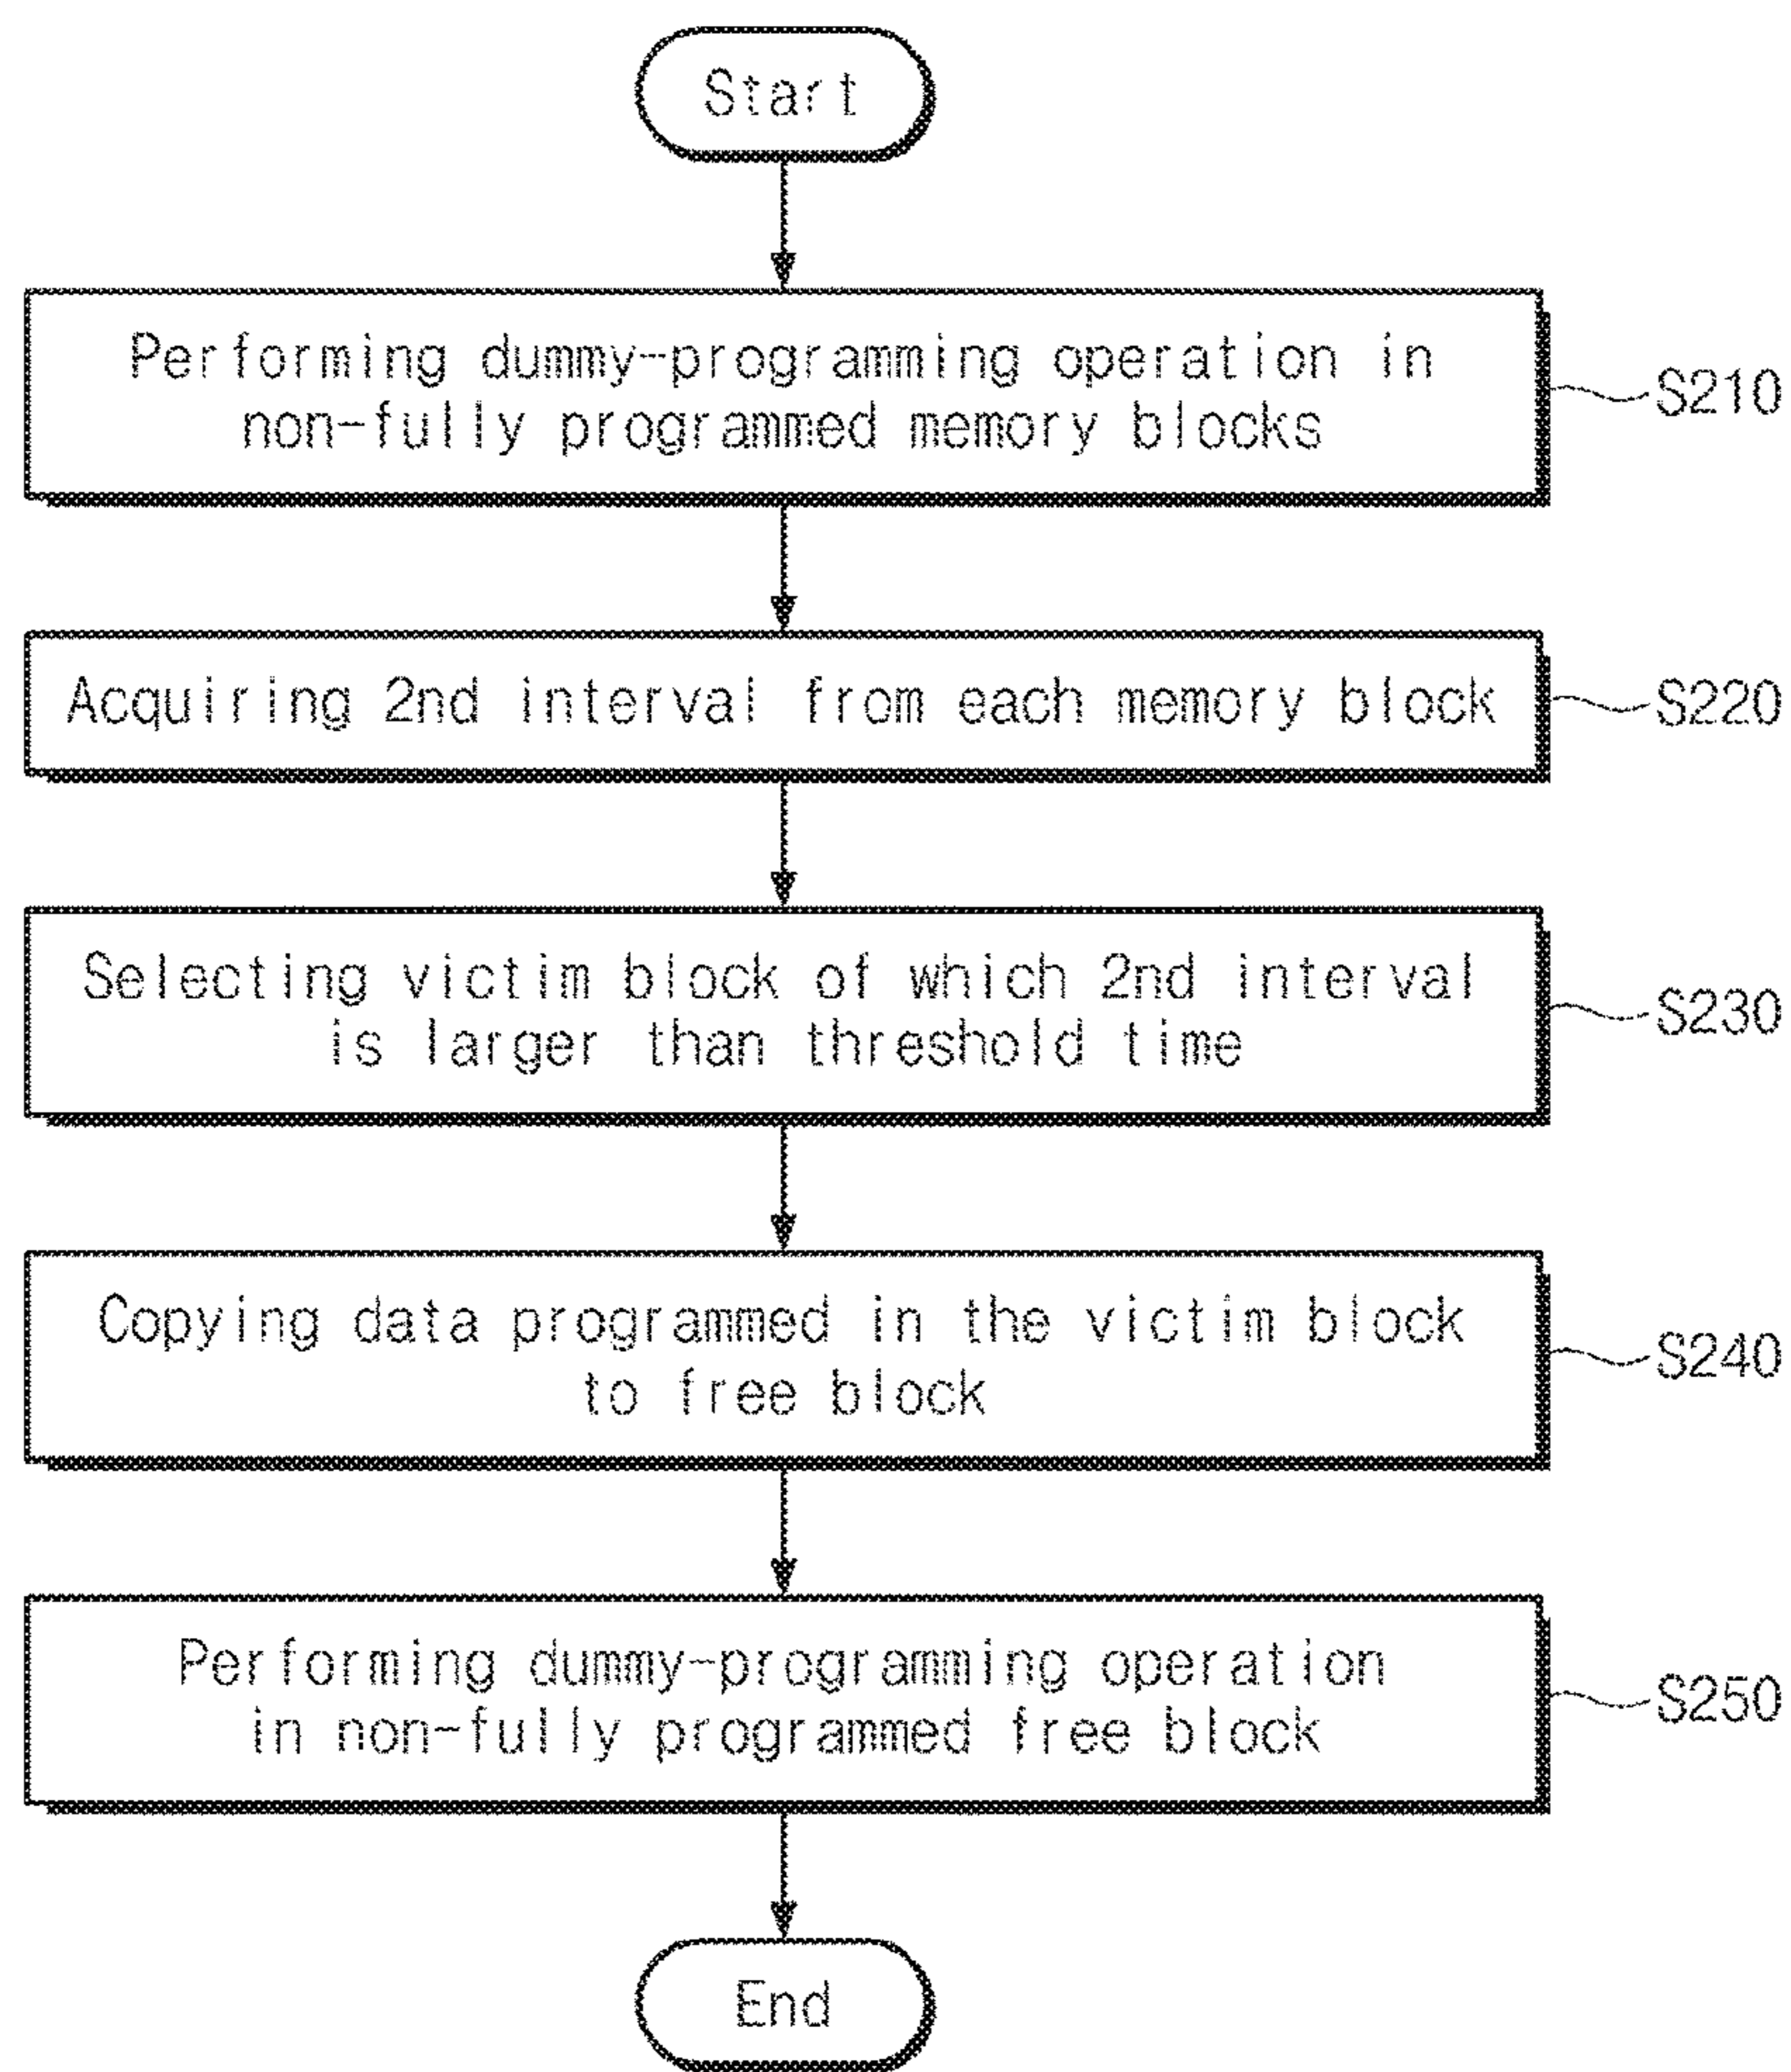 Start
Performing dummy-programming operation in
non-fully programmed memory blocks
S210
Acquiring 2nd interval from each memory block
S220
Selecting victim block of which 2nd interval
is larger than threshold time
S230
Copying data programmed in the victim block
to free block
S240
Performing dummy-programming operation
in non-fully programmed free block
S250
End